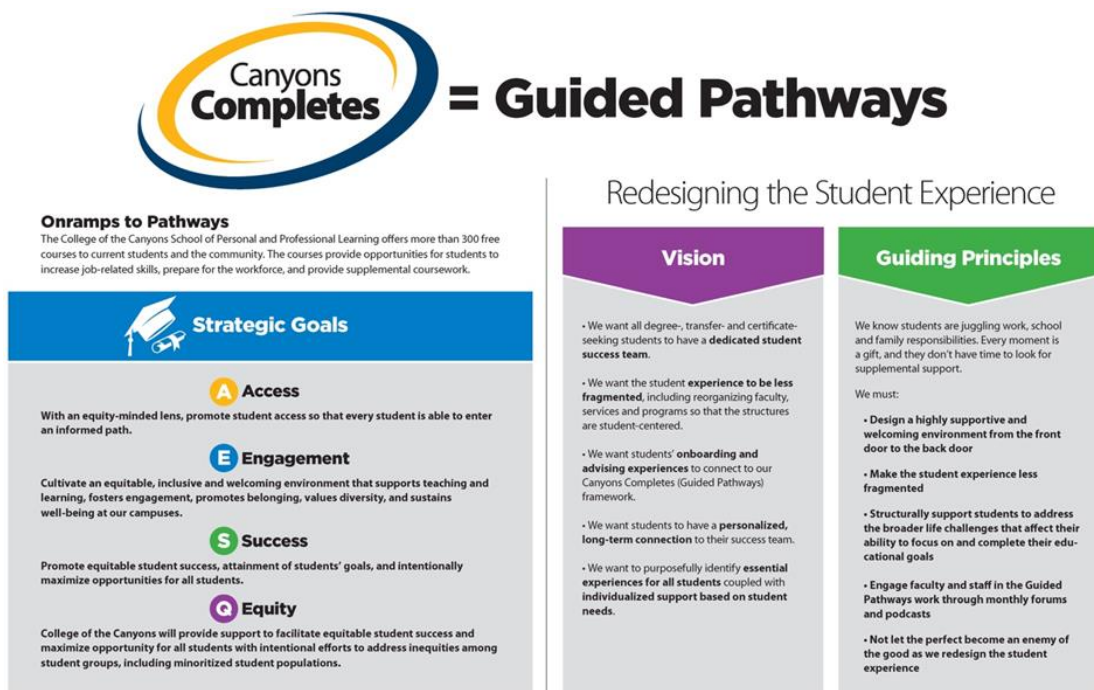 Canyons
Completes
= Guided Pathways
Onramps to Pathways
The College of the Canyons School of Personal and Professional Learning offers more than 300 free
courses to current students and the community. The courses provide opportunities for students to
increase job-related skills, prepare for the workforce, and provide supplemental coursework.
Strategic Goals
A Access
With an equity-minded lens, promote student access so that every student is able to enter
an informed path.
E Engagement
Cultivate an equitable, inclusive and welcoming environment that supports teaching and
learning, fosters engagement, promotes belonging, values diversity, and sustains
well-being at our campuses.
S Success
Promote equitable student success, attainment of students' goals, and intentionally
maximize opportunities for all students.
Q Equity
College of the Canyons will provide support to facilitate equitable student success and
maximize opportunity for all students with intentional efforts to address inequities among
student groups, including minoritized student populations.
Redesigning the Student Experience
Vision
• We want all degree-, transfer- and certificate-
seeking students to have a dedicated student
success team.
• We want the student experience to be less
fragmented, including reorganizing faculty,
services and programs so that the structures
are student-centered.
• We want students' onboarding and
advising experiences to connect to our
Canyons Completes (Guided Pathways)
framework.
• We want students to have a personalized,
long-term connection to their success team.
• We want to purposefully identify essential
experiences for all students coupled with
individualized support based on student
needs.
Guiding Principles
We know students are juggling work, school
and family responsibilities. Every moment is
a gift, and they don't have time to look for
supplemental support.
We must:
• Design a highly supportive and
welcoming environment from the front
door to the back door
• Make the student experience less
fragmented
• Structurally support students to address
the broader life challenges that affect their
ability to focus on and complete their edu-
cational goals
• Engage faculty and staff in the Guided
Pathways work through monthly forums
and podcasts
• Not let the perfect become an enemy of
the good as we redesign the student
experience